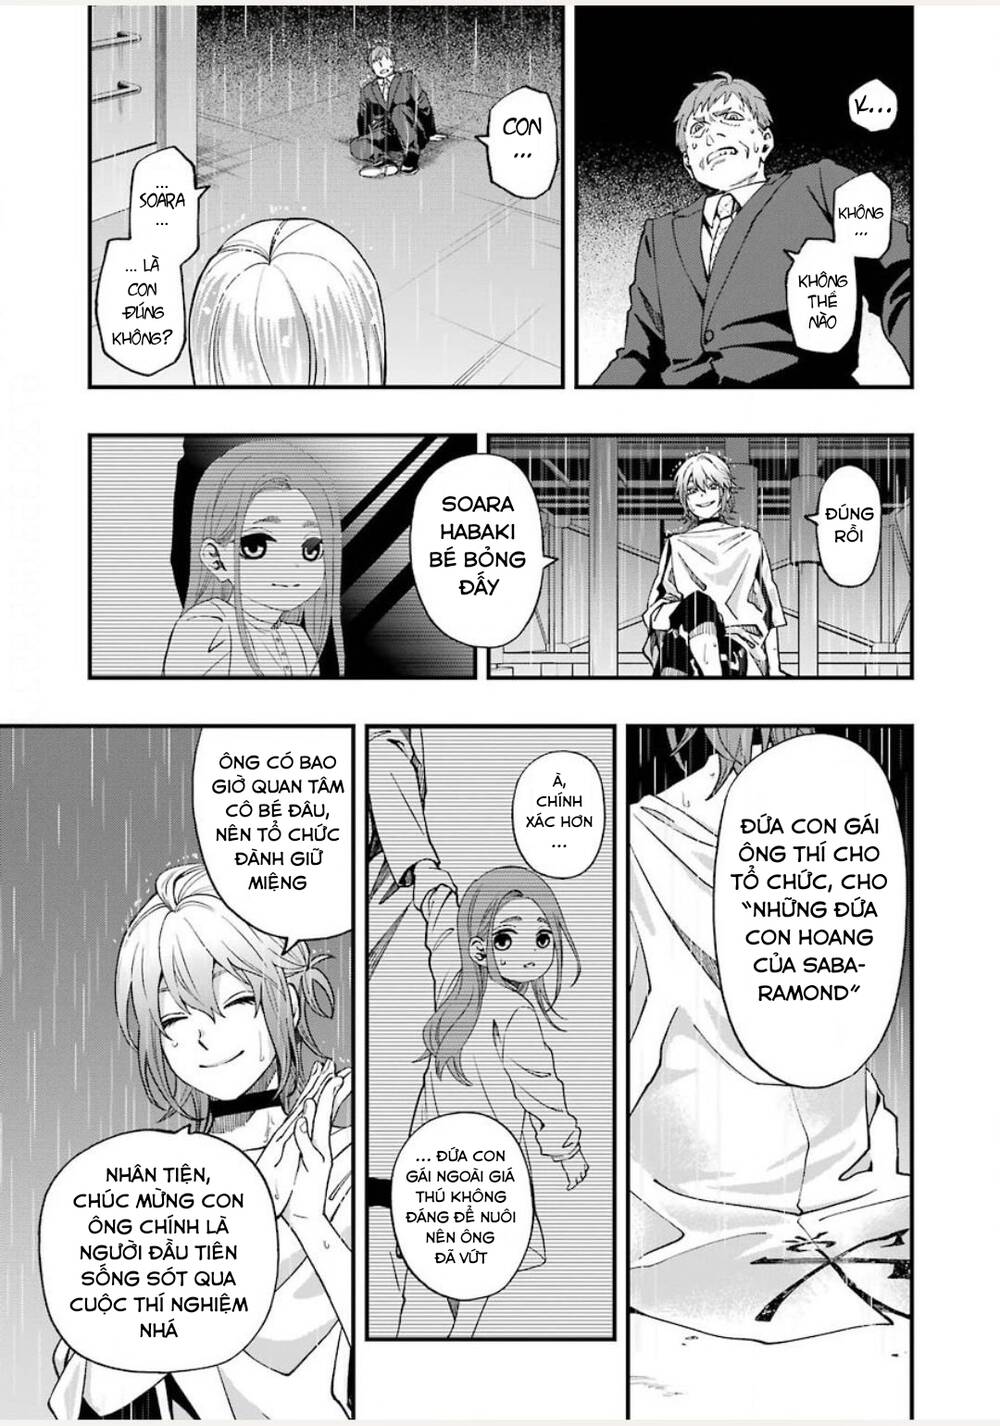 K...
KHÔNG
...
KHÔNG
THỂ
NÀO
CON
...
...
SOARA
...
... LÀ
CON
ĐÚNG
KHÔNG?
ĐÚNG
RỒI
SOARA
HABAKI
BÉ BỎNG
ĐẤY
ĐỨA CON GÁI
ÔNG THÍ CHO
TỔ CHỨC, CHO
"NHỮNG ĐỨA
CON HOANG
CỦA SABA-
RAMOND"
À,
CHÍNH
XÁC HƠN
...
... ĐỨA CON
GÁI NGOÀI GIÁ
THÚ KHÔNG
ĐÁNG ĐỂ NUÔI
NÊN ÔNG
ĐÃ VỨT
ÔNG CÓ BAO
GIỜ QUAN TÂM
CÔ BÉ ĐÂU,
NÊN TỔ CHỨC
ĐÀNH GIỮ
MIỆNG
NHÂN TIỆN,
CHÚC MỪNG CON
ÔNG CHÍNH LÀ
NGƯỜI ĐẦU TIÊN
SỐNG SÓT QUA
CUỘC THÍ NGHIỆM
NHÁ